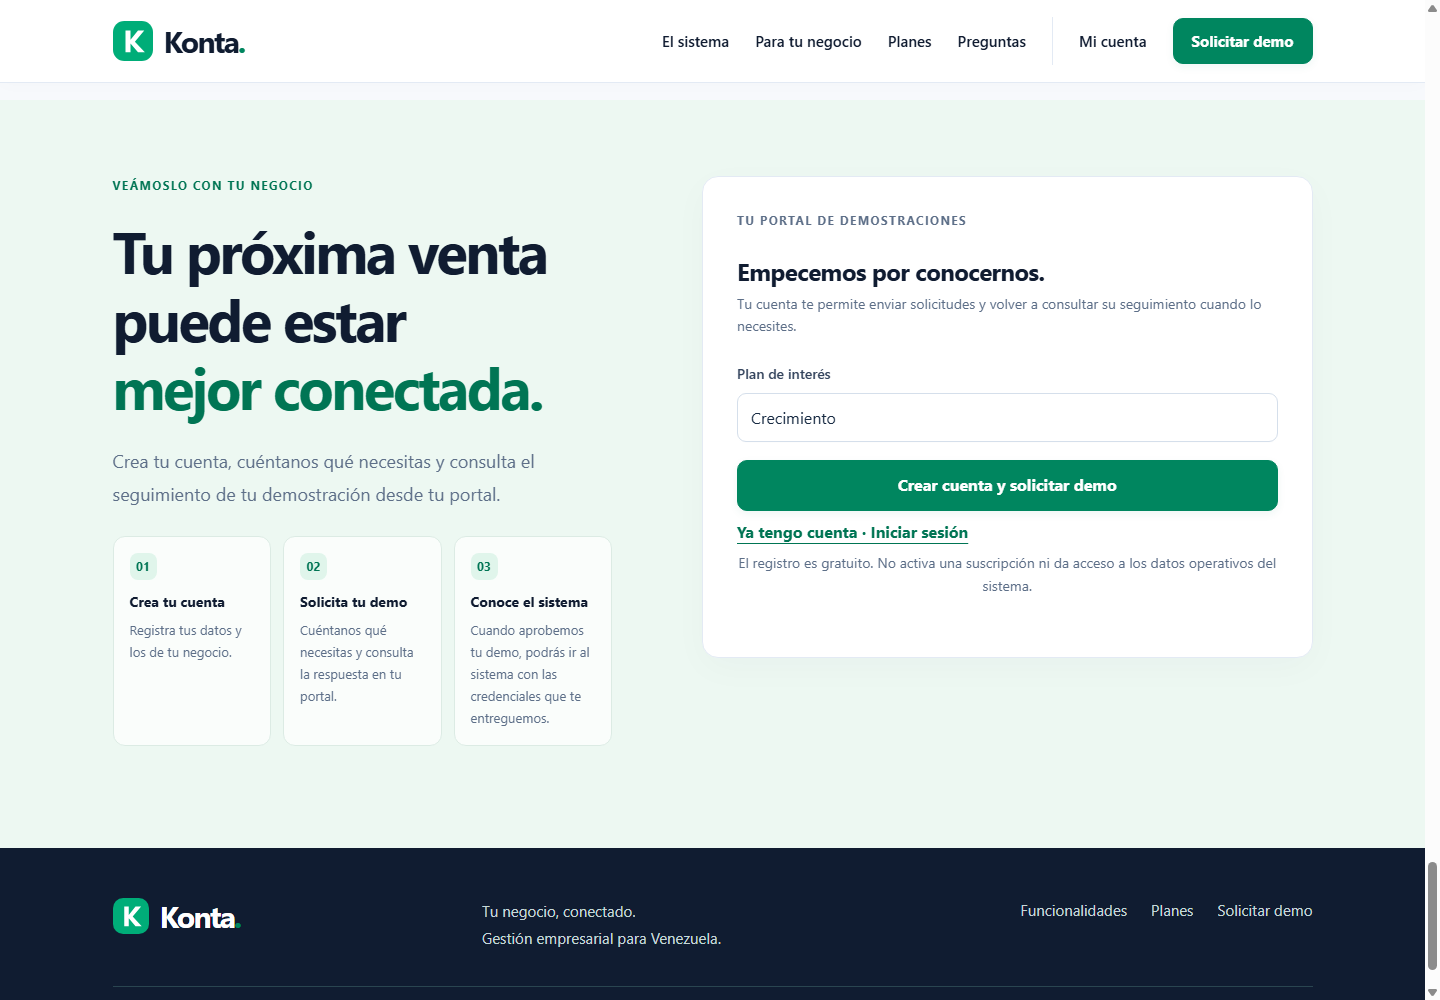 K Konta.
El sistema
Para tu negocio
Planes
Preguntas
Mi cuenta
Solicitar demo
VEÁMOSLO CON TU NEGOCIO
Tu próxima venta
puede estar
mejor conectada.
Crea tu cuenta, cuéntanos qué necesitas y consulta el
seguimiento de tu demostración desde tu portal.
01
Crea tu cuenta
Registra tus datos y
los de tu negocio.
02
Solicita tu demo
Cuéntanos qué
necesitas y consulta
la respuesta en tu
portal.
03
Conoce el sistema
Cuando aprobemos
tu demo, podrás ir al
sistema con las
credenciales que te
entreguemos.
TU PORTAL DE DEMOSTRACIONES
Empecemos por conocernos.
Tu cuenta te permite enviar solicitudes y volver a consultar su seguimiento cuando lo
necesites.
Plan de interés
Crecimiento
Crear cuenta y solicitar demo
Ya tengo cuenta · Iniciar sesión
El registro es gratuito. No activa una suscripción ni da acceso a los datos operativos del
sistema.
K Konta.
Tu negocio, conectado.
Gestión empresarial para Venezuela.
Funcionalidades
Planes
Solicitar demo